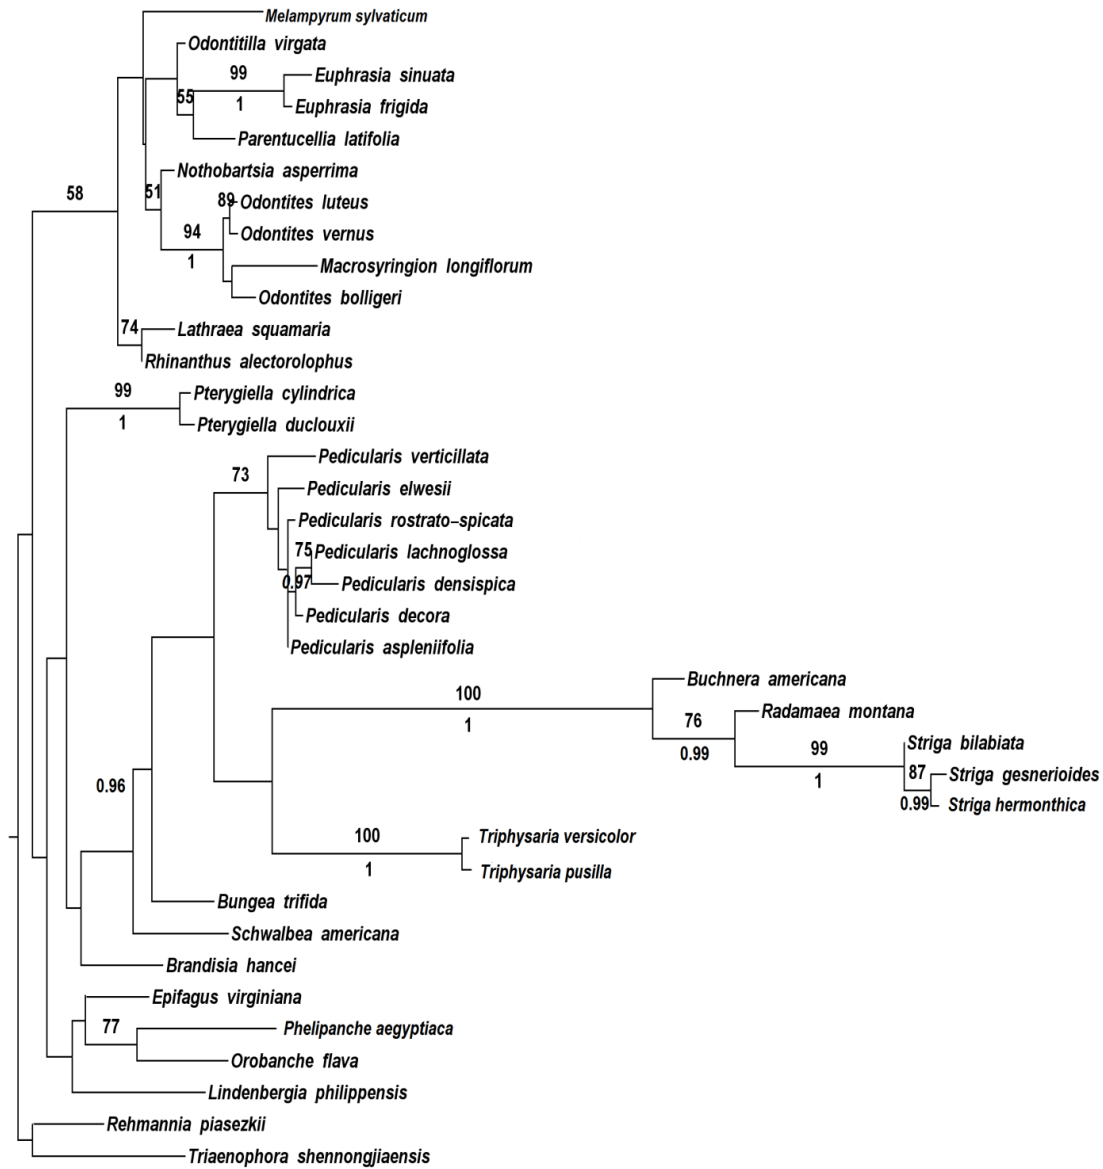 Melampyrum sylvaticum
Odontitilla virgata
99
Euphrasia sinuata
55
1
Euphrasia frigida
Parentucellia latifolia
Nothobartsia asperrima
58
51
89
Odontites luteus
94
Odontites vernus
1
Macrosyringion longiflorum
Odontites bolligeri
74
Lathraea squamaria
Rhinanthus alectorolophus
99
Pterygiella cylindrica
1
Pterygiella duclouxii
Pedicularis verticillata
73
Pedicularis elwesii
Pedicularis rostrato-spicata
75
Pedicularis lachnoglossa
0.97
Pedicularis densispica
Pedicularis decora
Pedicularis aspleniifolia
Buchnera americana
100
1
76
Radamaea montana
0.99
99
Striga bilabiata
1
87
Striga gesnerioides
0.96
0.99
Striga hermonthica
100
Triphysaria versicolor
1
Triphysaria pusilla
Bungea trifida
Schwalbea americana
Brandisia hancei
Epifagus virginiana
77
Phelipanche aegyptiaca
Orobanche flava
Lindenbergia philippensis
Rehmannia piasezkii
Triaenophora shennongjiaensis